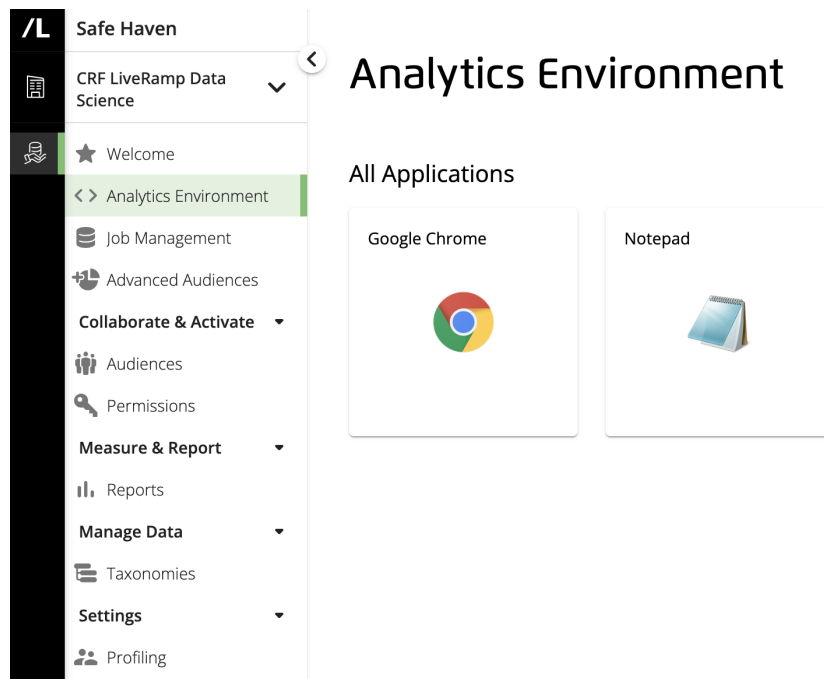 /L
Safe Haven
CRF LiveRamp Data
Science
Welcome
Analytics Environment
Job Management
Advanced Audiences
Collaborate & Activate
Audiences
Permissions
Measure & Report
Reports
Manage Data
Taxonomies
Settings
Profiling
Analytics Environment
All Applications
Google Chrome
Notepad